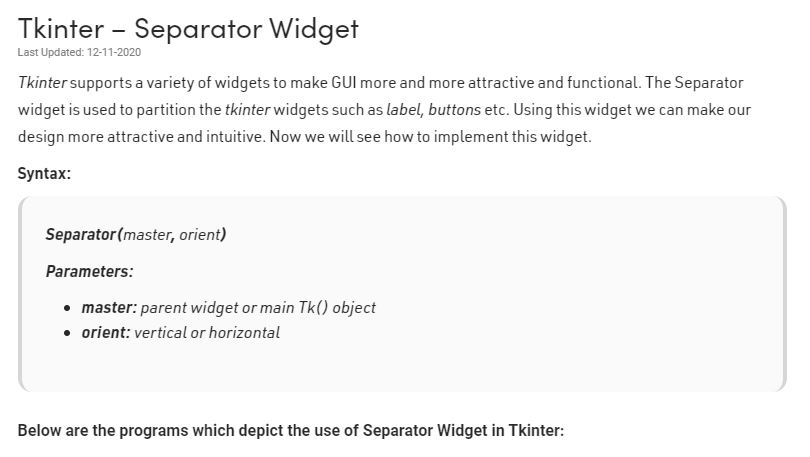 Tkinter – Separator Widget
Last Updated: 12-11-2020
Tkinter supports a variety of widgets to make GUI more and more attractive and functional. The Separator
widget is used to partition the tkinter widgets such as label, buttons etc. Using this widget we can make our
design more attractive and intuitive. Now we will see how to implement this widget.
Syntax:
Separator(master, orient)
Parameters:
• master: parent widget or main Tk() object
• orient: vertical or horizontal
Below are the programs which depict the use of Separator Widget in Tkinter: